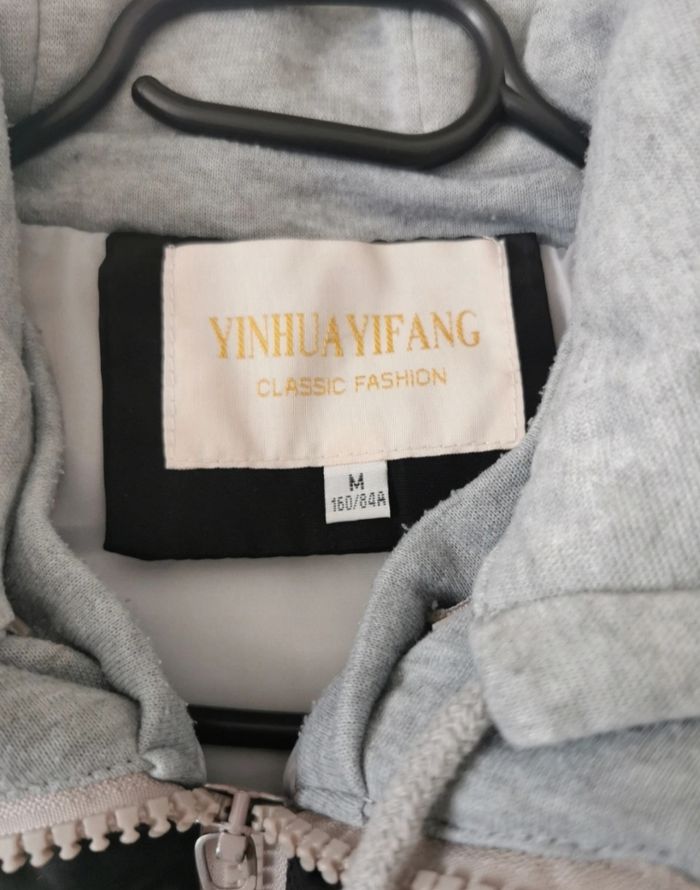 YINHUAYIFANG
CLASSIC FASHION
M
160/84A